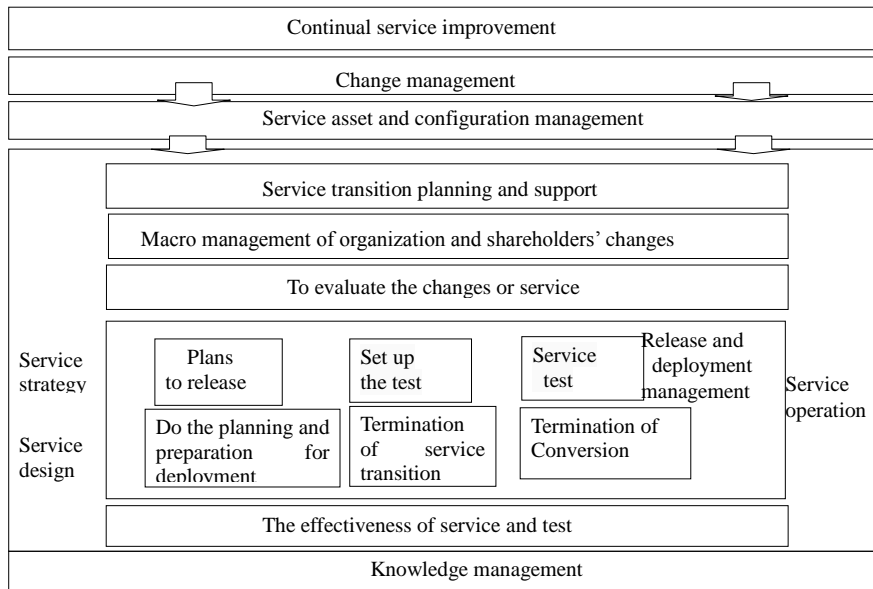 Continual service improvement
Change management
Service asset and configuration management
Service transition planning and support
Macro management of organization and shareholders' changes
To evaluate the changes or service
Service
strategy
Service
design
Plans
to release
Set up
the test
Service
test
Release and
deployment
management
Do the planning and
preparation for
deployment
Termination
of service
transition
Termination of
Conversion
Service
operation
The effectiveness of service and test
Knowledge management